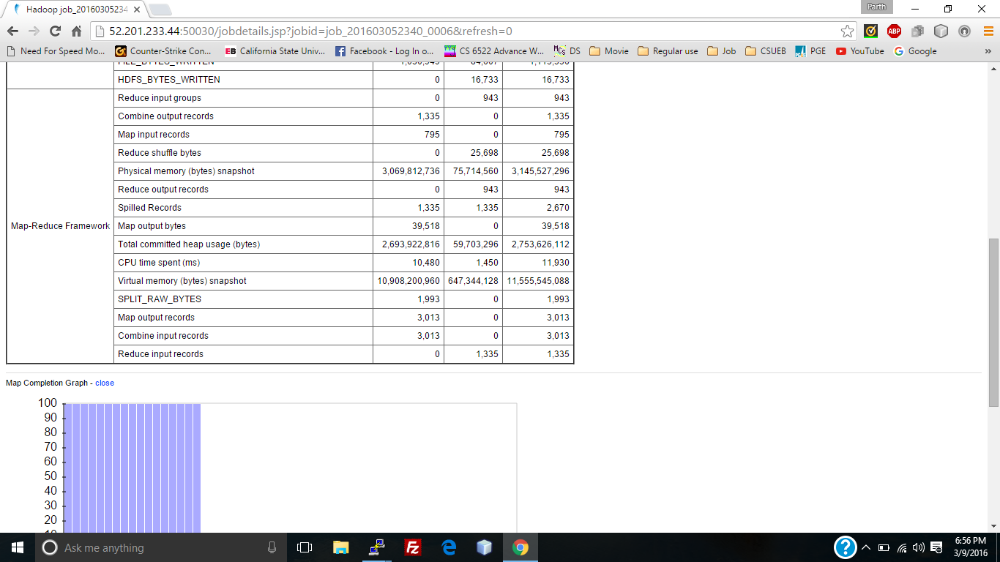 Hadoop job_20160305234
Parth
52.201.233.44:50030/jobdetails.jsp?jobid=job_201603052340_0006&refresh=0
ABP
Need For Speed Mo... Counter-Strike Con... EB California State Univ... Facebook - Log In o... CS 6522 Advance W... Mcs DS Movie Regular use Job CSUEB PGE YouTube Google »
FILE_BYTES_WRITTEN
HDFS_BYTES_WRITTEN 0 16,733 16,733
Reduce input groups 0 943 943
Combine output records 1,335 0 1,335
Map input records 795 0 795
Reduce shuffle bytes 0 25,698 25,698
Physical memory (bytes) snapshot 3,069,812,736 75,714,560 3,145,527,296
Reduce output records 0 943 943
Spilled Records 1,335 1,335 2,670
Map-Reduce Framework Map output bytes 39,518 0 39,518
Total committed heap usage (bytes) 2,693,922,816 59,703,296 2,753,626,112
CPU time spent (ms) 10,480 1,450 11,930
Virtual memory (bytes) snapshot 10,908,200,960 647,344,128 11,555,545,088
SPLIT_RAW_BYTES 1,993 0 1,993
Map output records 3,013 0 3,013
Combine input records 3,013 0 3,013
Reduce input records 0 1,335 1,335
Map Completion Graph - close
100
90
80
70
60
50
40
30
20
10
Ask me anything
Fz
6:56 PM
3/9/2016